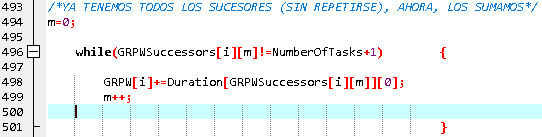 493 /*YA TENEMOS TODOS LOS SUCESORES (SIN REPETIRSE), AHORA, LOS SUMAMOS*/
494 m=0;
495
496 while(GRPWSuccessors[i][m]!=NumberOfTasks+1) {
497
498 GRPW[i]+=Duration[GRPWSuccessors[i][m]][0];
499 m++;
500
501 }